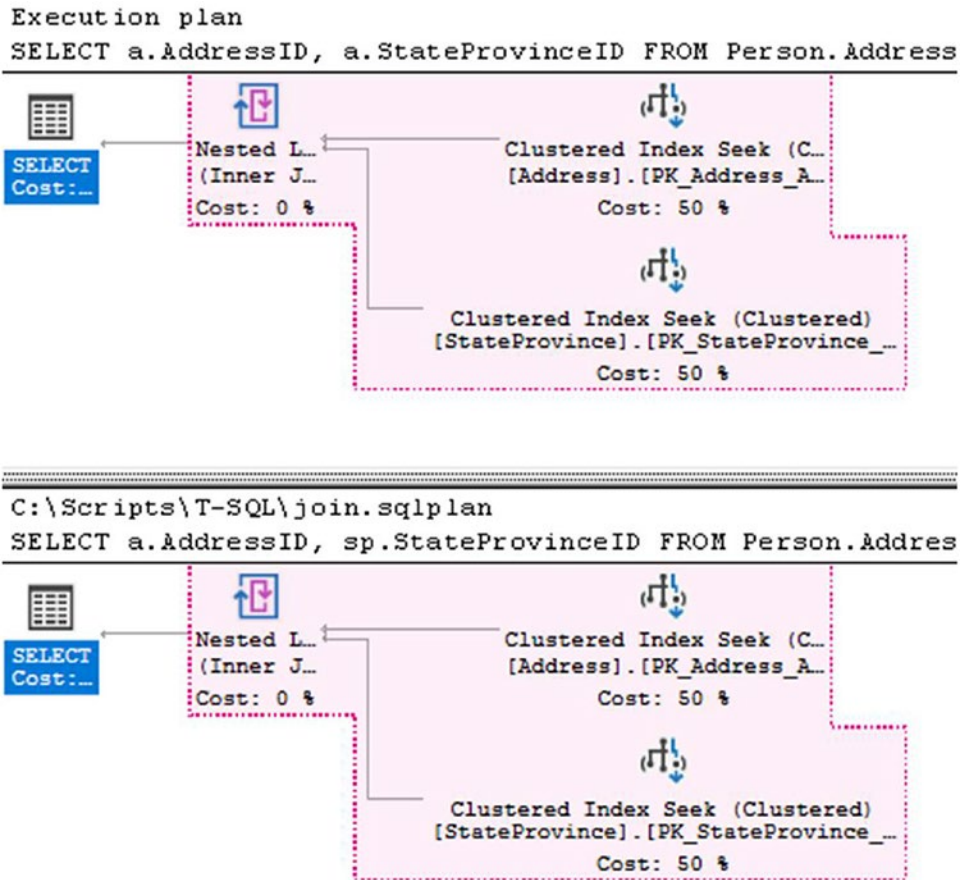 Execution plan
SELECT a.AddressID, a.StateProvinceID FROM Person.Address
SELECT
Cost:…
Nested L…
(Inner J…
Cost: 0 %
Clustered Index Seek (C…
[Address].[PK_Address_A…
Cost: 50 %
Clustered Index Seek (Clustered)
[StateProvince].[PK_StateProvince_…
Cost: 50 %
C:\Scripts\T-SQL\join.sqlplan
SELECT a.AddressID, sp.StateProvinceID FROM Person.Addres
SELECT
Cost:…
Nested L…
(Inner J…
Cost: 0 %
Clustered Index Seek (C…
[Address].[PK_Address_A…
Cost: 50 %
Clustered Index Seek (Clustered)
[StateProvince].[PK_StateProvince_…
Cost: 50 %